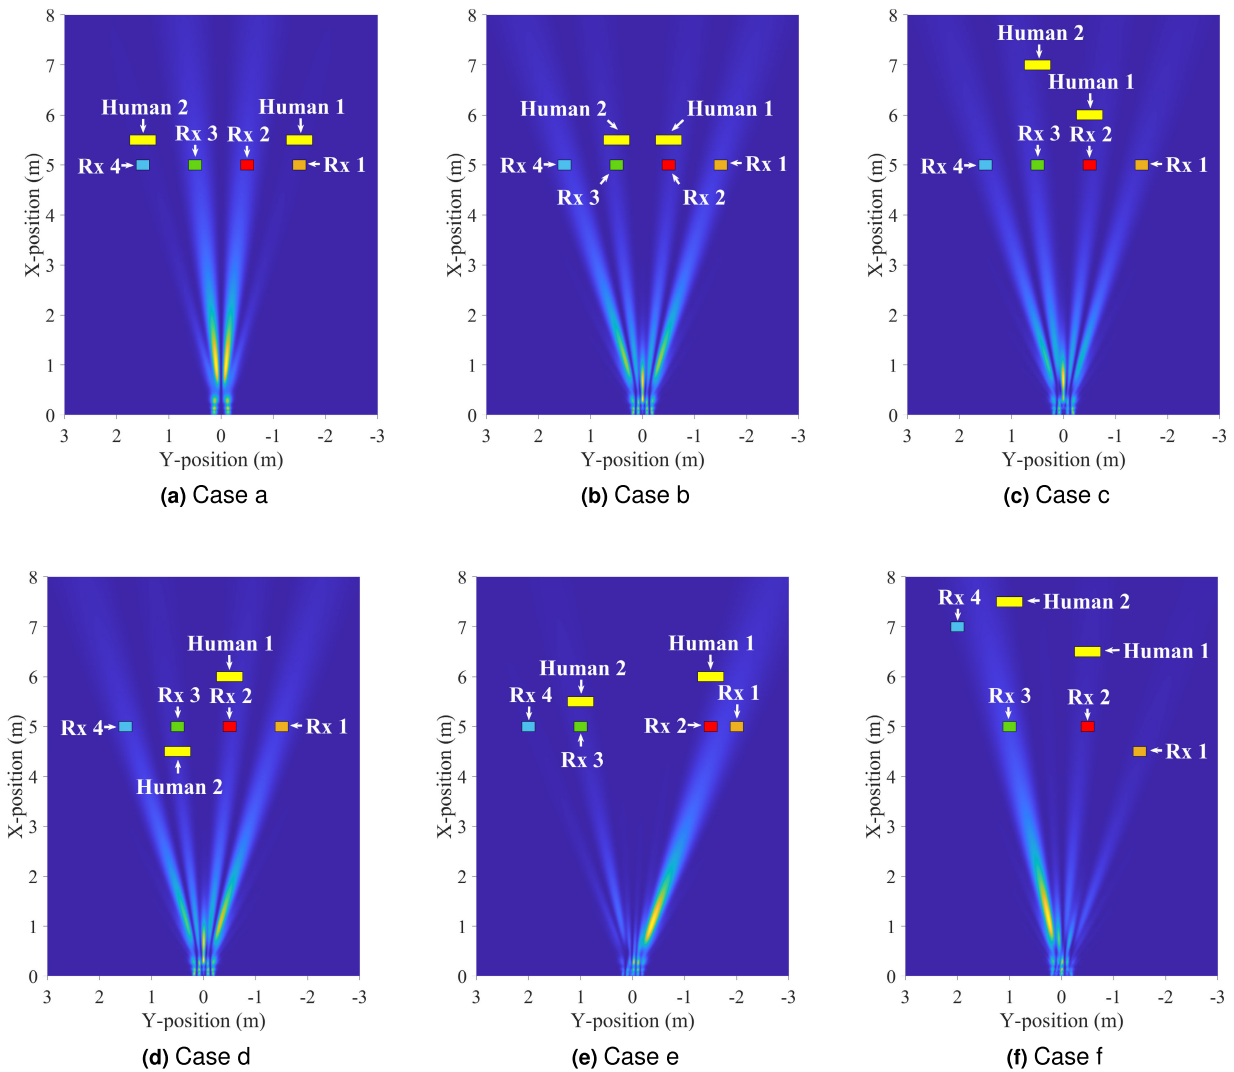 8
7
6
5
4
3
2
1
0
X-position (m)
Human 2
Human 1
Rx 3
Rx 2
Rx 4
Rx 1
3 2 1 0 -1 -2 -3
Y-position (m)
(a) Case a
8
7
6
5
4
3
2
1
0
X-position (m)
Human 2
Human 1
Rx 4
Rx 1
Rx 3
Rx 2
3 2 1 0 -1 -2 -3
Y-position (m)
(b) Case b
8
7
6
5
4
3
2
1
0
X-position (m)
Human 2
Human 1
Rx 3
Rx 2
Rx 4
Rx 1
3 2 1 0 -1 -2 -3
Y-position (m)
(c) Case c
8
7
6
5
4
3
2
1
0
X-position (m)
Human 1
Rx 3
Rx 2
Rx 4
Rx 1
Human 2
3 2 1 0 -1 -2 -3
Y-position (m)
(d) Case d
8
7
6
5
4
3
2
1
0
X-position (m)
Human 1
Human 2
Rx 4
Rx 1
Rx 2
Rx 3
3 2 1 0 -1 -2 -3
Y-position (m)
(e) Case e
8
7
6
5
4
3
2
1
0
X-position (m)
Rx 4
Human 2
Human 1
Rx 3
Rx 2
Rx 1
3 2 1 0 -1 -2 -3
Y-position (m)
(f) Case f